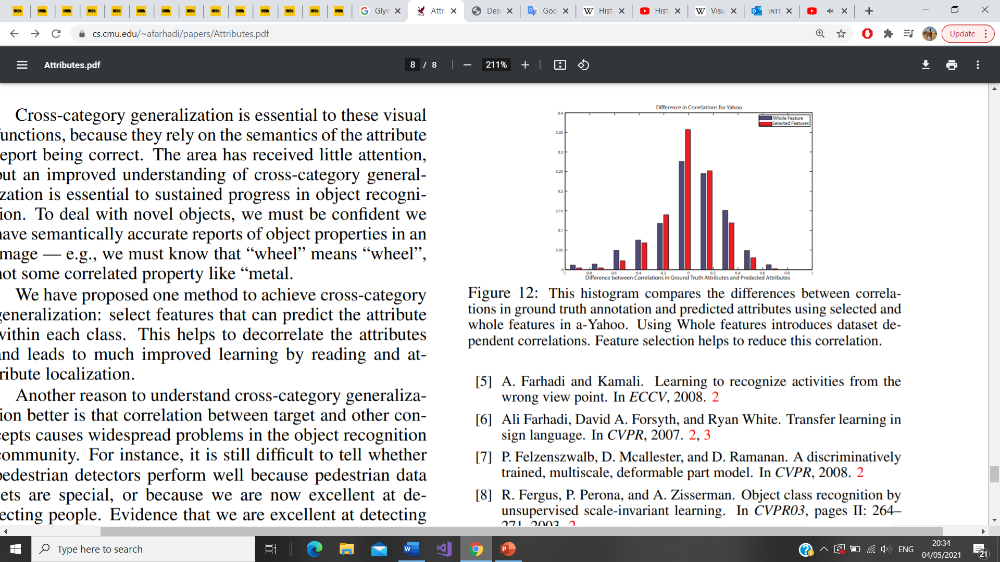 IMDb IMDb IMDb IMDb IMDb IMDb IMDb IMDb IMDb IMDb IMDb IMDb IMDb IMDb Glyn Attri Des Goo Hist Hist Visu דואר
cs.cmu.edu/~afarhadi/papers/Attributes.pdf
Update
Attributes.pdf
8 / 8
211%
Cross-category generalization is essential to these visual
unctions, because they rely on the semantics of the attribute
eport being correct. The area has received little attention,
out an improved understanding of cross-category general-
zation is essential to sustained progress in object recogni-
ion. To deal with novel objects, we must be confident we
have semantically accurate reports of object properties in an
mage — e.g., we must know that “wheel” means “wheel”,
not some correlated property like “metal.
We have proposed one method to achieve cross-category
generalization: select features that can predict the attribute
within each class. This helps to decorrelate the attributes
and leads to much improved learning by reading and at-
ribute localization.
Another reason to understand cross-category generaliza-
ion better is that correlation between target and other con-
cepts causes widespread problems in the object recognition
community. For instance, it is still difficult to tell whether
pedestrian detectors perform well because pedestrian data
ets are special, or because we are now excellent at de-
ecting people. Evidence that we are excellent at detecting
Difference in Correlations for Yahoo
Whole Feature
Selected Features
0.4
0.35
0.3
0.25
0.2
0.15
0.1
0.05
0
-1 -0.8 -0.6 -0.4 -0.2 0 0.2 0.4 0.6 0.8 1
Difference between Correlations in Ground Truth Attributes and Predecied Attributes
Figure 12: This histogram compares the differences between correla-
tions in ground truth annotation and predicted attributes using selected and
whole features in a-Yahoo. Using Whole features introduces dataset de-
pendent correlations. Feature selection helps to reduce this correlation.
[5] A. Farhadi and Kamali. Learning to recognize activities from the
wrong view point. In ECCV, 2008. 2
[6] Ali Farhadi, David A. Forsyth, and Ryan White. Transfer learning in
sign language. In CVPR, 2007. 2, 3
[7] P. Felzenszwalb, D. Mcallester, and D. Ramanan. A discriminatively
trained, multiscale, deformable part model. In CVPR, 2008. 2
[8] R. Fergus, P. Perona, and A. Zisserman. Object class recognition by
unsupervised scale-invariant learning. In CVPR03, pages II: 264–
271, 2003. 2
Type here to search
ENG
20:34
04/05/2021
21